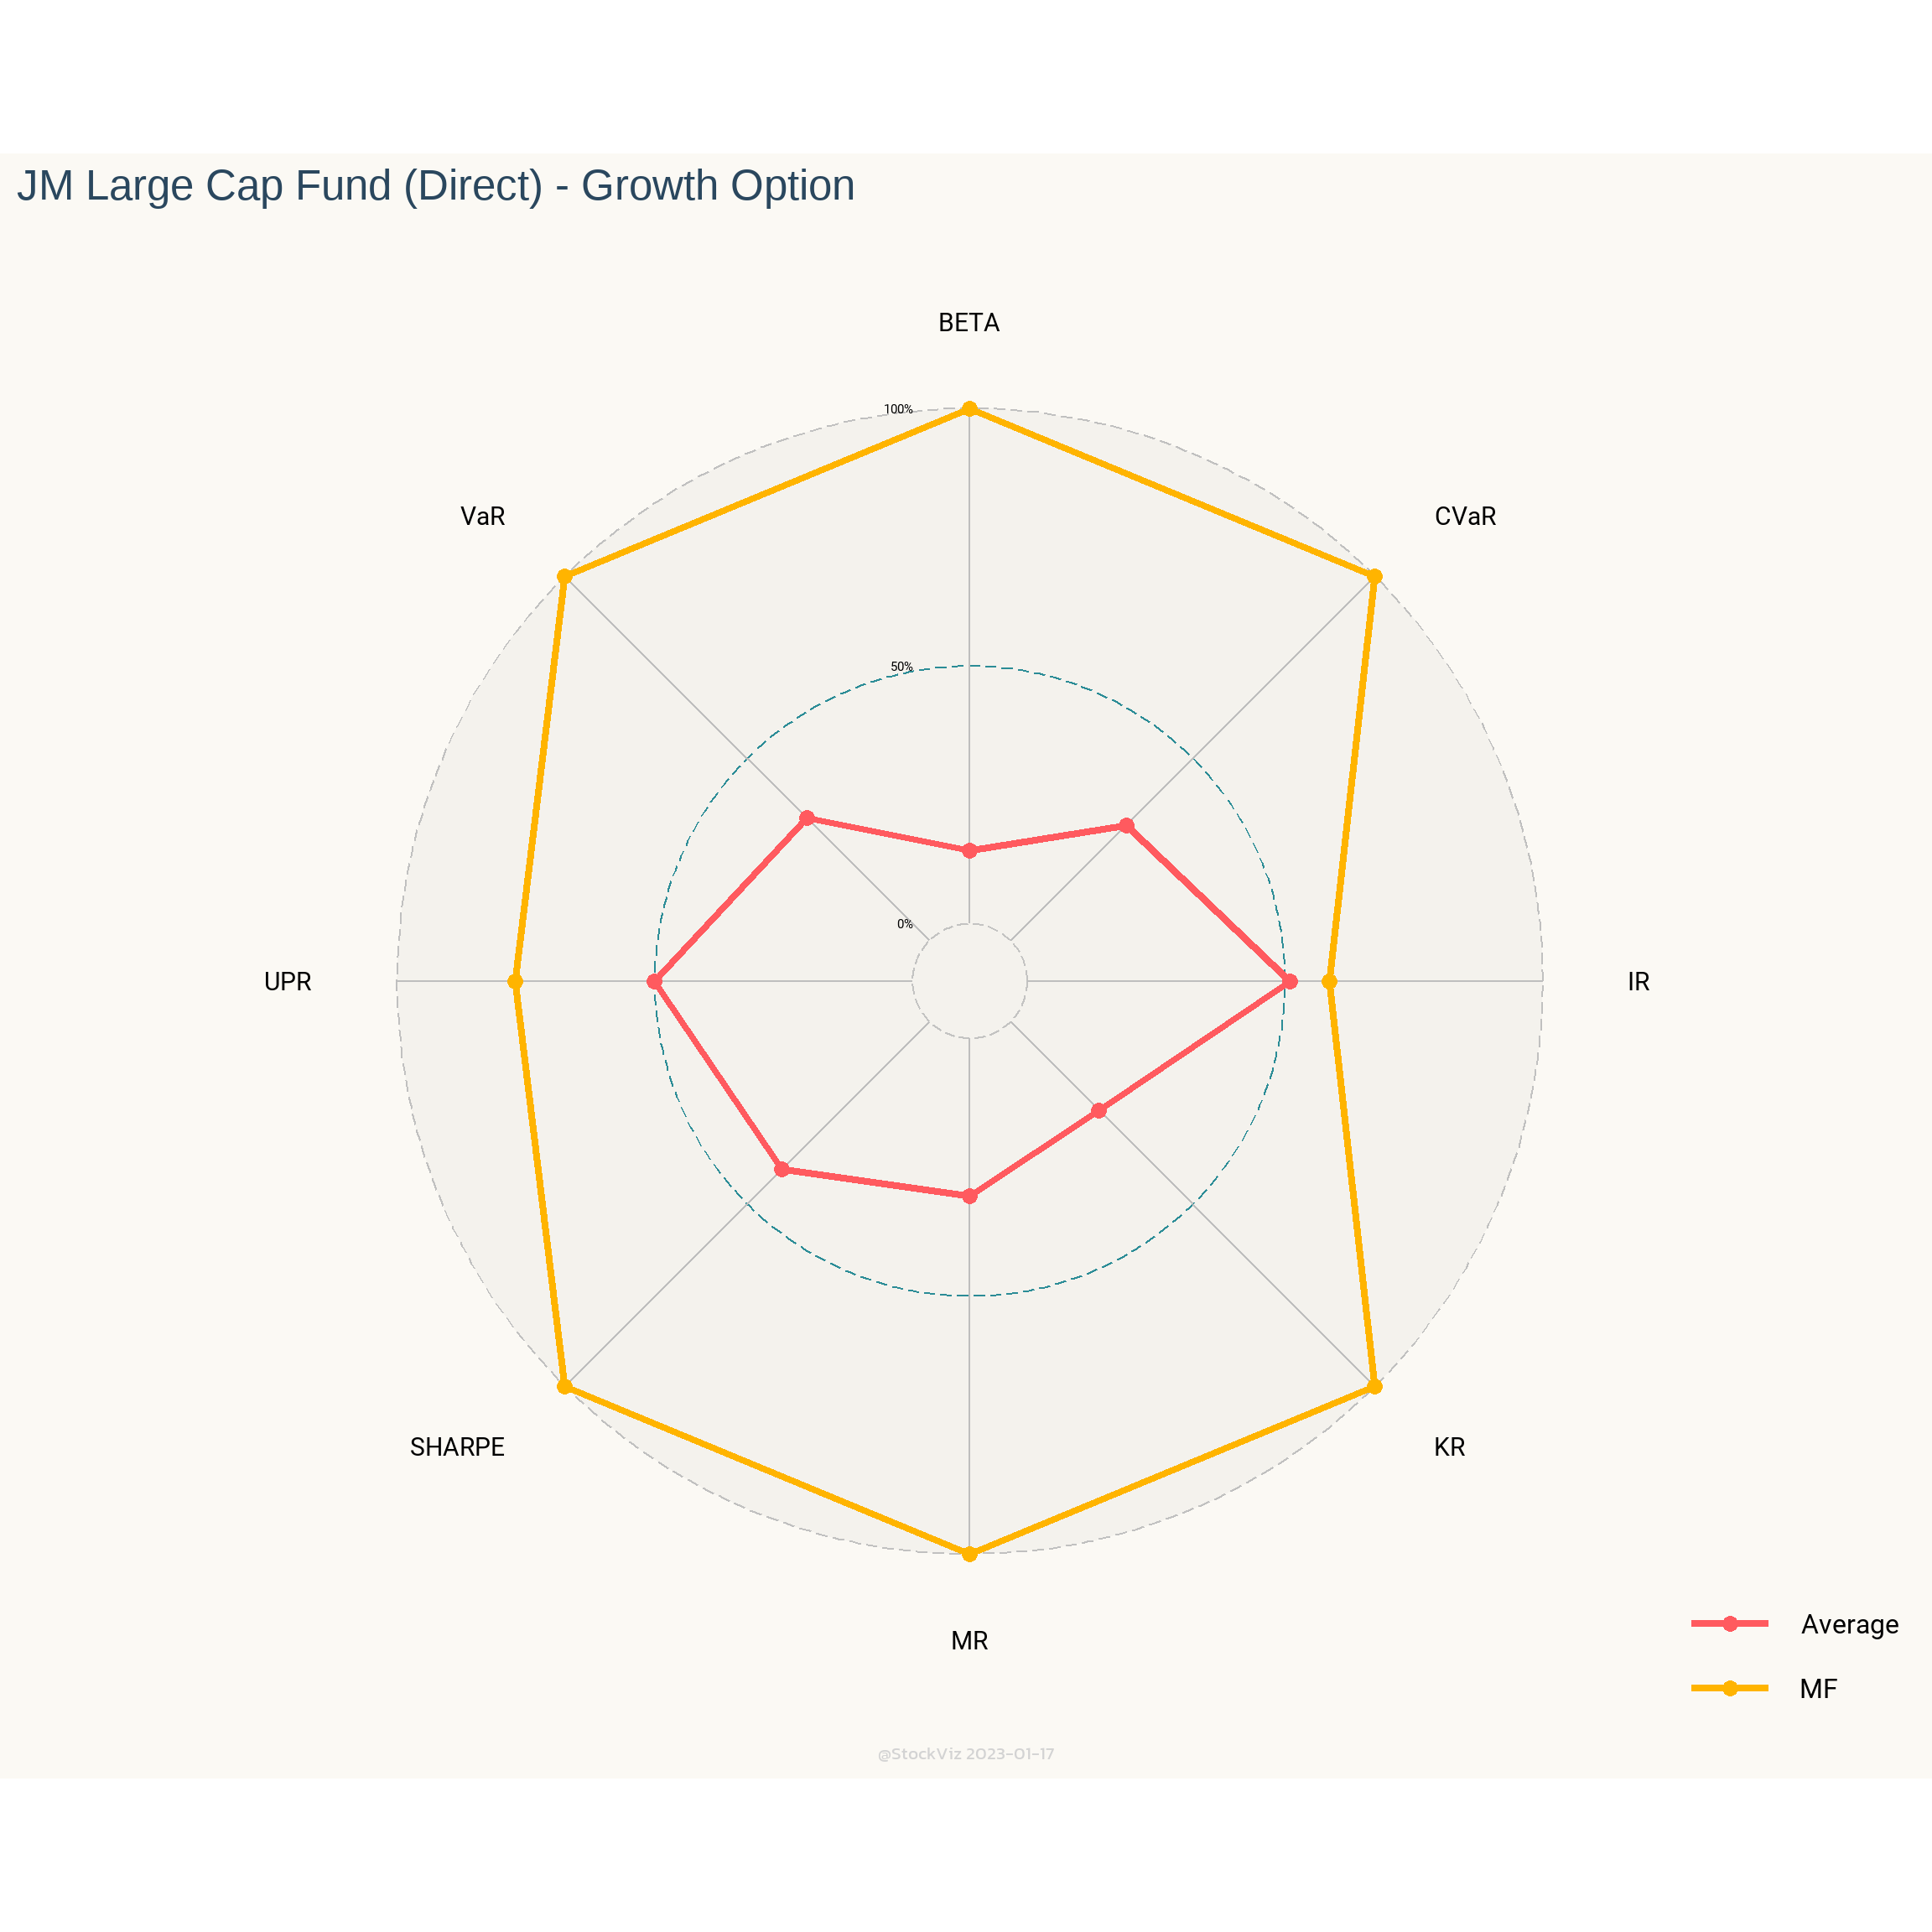 JM Large Cap Fund (Direct) - Growth Option
BETA
100%
VaR
CVaR
50%
0%
UPR
IR
SHARPE
KR
MR
Average
MF
@StockViz 2023-01-17